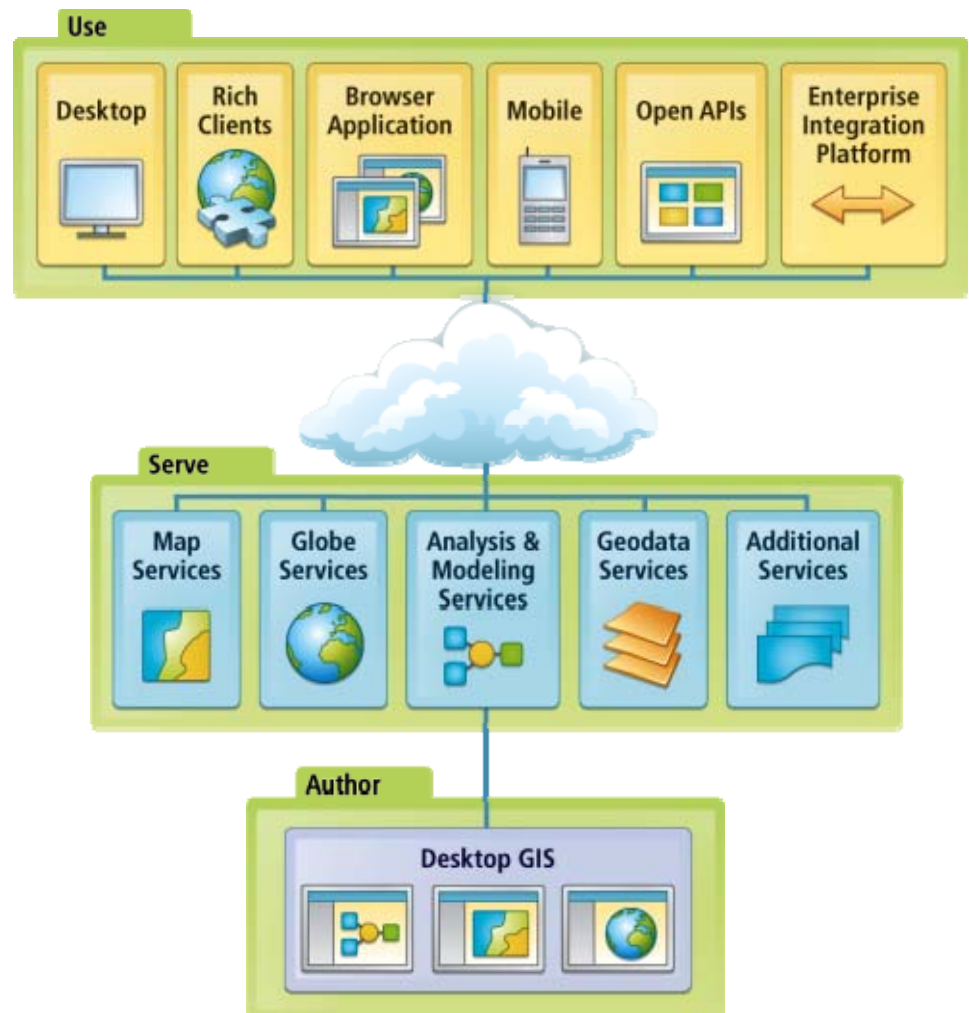 Use
Desktop
Rich
Clients
Browser
Application
Mobile
Open APIs
Enterprise
Integration
Platform
Serve
Map
Services
Globe
Services
Analysis &
Modeling
Services
Geodata
Services
Additional
Services
Author
Desktop GIS